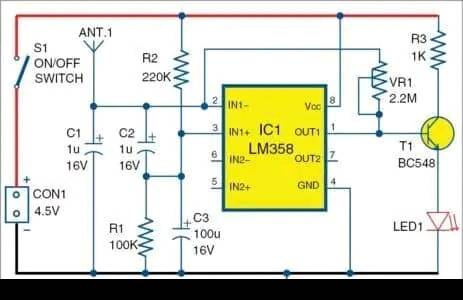 ANT.1
S1
ON/OFF
SWITCH
R2
220K
R3
1K
VR1
2.2M
2
IN1-
Vcc
8
C1
1u
16V
C2
1u
16V
3
IN1+
IC1
LM358
OUT1
1
T1
BC548
6
IN2-
OUT2
7
5
IN2+
GND
4
+
CON1
4.5V
-
R1
100K
+
C3
100u
16V
LED1
+
+